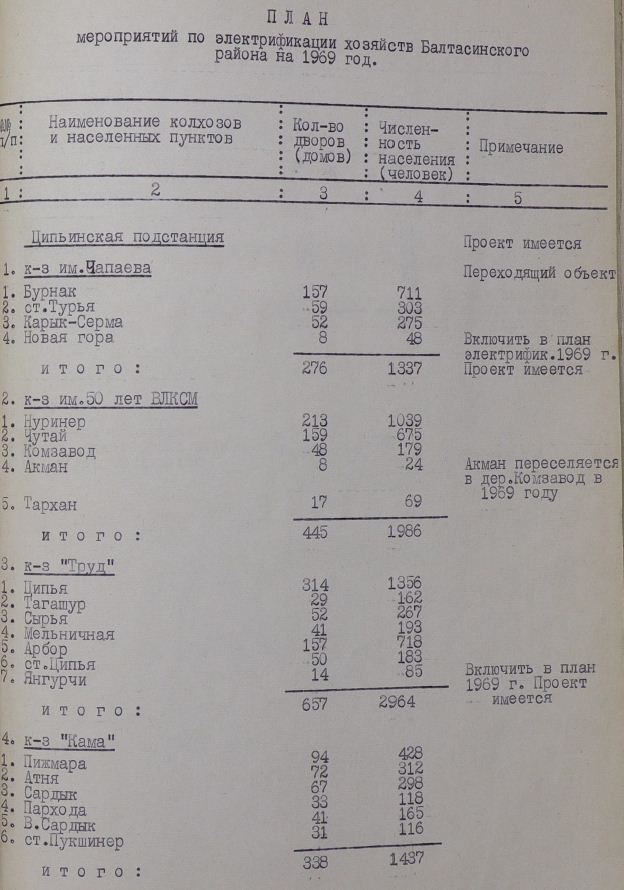 П Л А Н
мероприятий по электрификации хозяйств Балтасинского
района на 1969 год.
№№ п/п : Наименование колхозов и населенных пунктов : Кол-во дворов (домов) : Числен- ность населения (человек) : Примечание
1 : 2 : 3 : 4 : 5
Ципьинская подстанция Проект имеется
1. к-з им.Чапаева Переходящий объект
1. Бурнак 157 711
2. ст.Турья 59 303
3. Карык-Серма 52 275
4. Новая гора 8 48 Включить в план
электрифик.1969 г.
и т о г о : 276 1337 Проект имеется
2. к-з им.50 лет ВЛКСМ
1. Нуринер 213 1039
2. Чутай 159 675
3. Комзавод 48 179
4. Акман 8 24 Акман переселяется
в дер.Комзавод в
1969 году
5. Тархан 17 69
и т о г о : 445 1986
3. к-з "Труд"
1. Ципья 314 1356
2. Тагашур 29 162
3. Сырья 52 267
4. Мельничная 41 193
5. Арбор 157 718
6. ст.Ципья 50 183
7. Янгурчи 14 85 Включить в план
1969 г. Проект
имеется
и т о г о : 657 2964
4. к-з "Кама"
1. Пижмара 94 428
2. Атня 72 312
3. Сардык 67 298
4. Пархода 33 118
5. В.Сардык 41 165
6. ст.Пукшинер 31 116
и т о г о : 338 1437